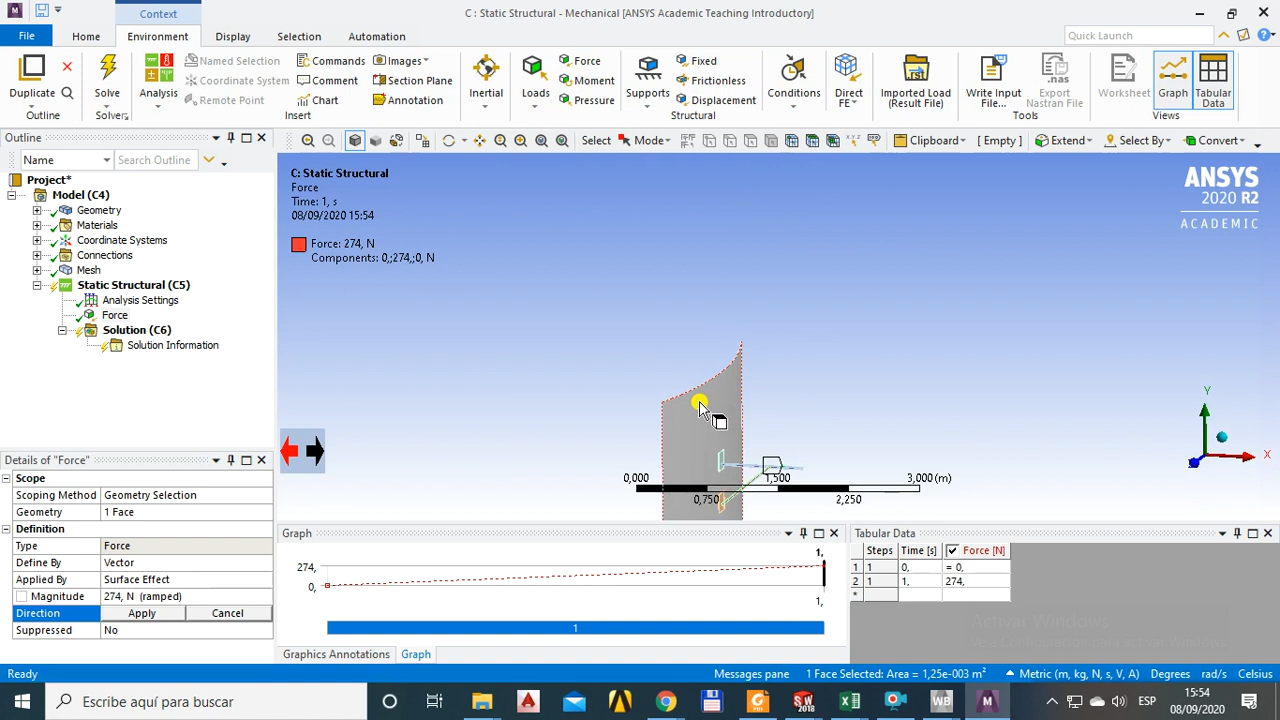 Context
C : Static Structural - Mechanical [ANSYS Academic Teaching Introductory]
File
Home
Environment
Display
Selection
Automation
Quick Launch
Duplicate
Outline
Solve
Solver
Analysis
Named Selection
Coordinate System
Remote Point
Commands
Comment
Chart
Images
Section Plane
Annotation
Insert
Inertial
Loads
Force
Moment
Pressure
Supports
Fixed
Frictionless
Displacement
Structural
Conditions
Direct
FE
Imported Load
(Result File)
Write Input
File...
Export
Nastran File
Tools
Worksheet
Graph
Tabular
Data
Views
Outline
Name
Search Outline
Select
Mode
Clipboard
[ Empty ]
Extend
Select By
Convert
Project*
Model (C4)
Geometry
Materials
Coordinate Systems
Connections
Mesh
Static Structural (C5)
Analysis Settings
Force
Solution (C6)
Solution Information
C: Static Structural
Force
Time: 1, s
08/09/2020 15:54
Force: 274, N
Components: 0,;274,;0, N
ANSYS
2020 R2
ACADEMIC
Y
X
0,000
1,500
3,000 (m)
0,750
2,250
Details of "Force"
Scope
Scoping Method Geometry Selection
Geometry 1 Face
Definition
Type Force
Define By Vector
Applied By Surface Effect
Magnitude 274, N (ramped)
Direction Apply Cancel
Suppressed No
Graph
1,
274,
0,
1,
1
Graphics Annotations Graph
Tabular Data
Steps Time [s] Force [N]
1 1 0, = 0,
2 1 1, 274,
*
Activar Windows
Ready
Messages pane
1 Face Selected: Area = 1,25e-003 m²
Metric (m, kg, N, s, V, A)
Degrees
rad/s
Celsius
Escribe aquí para buscar
ESP
15:54
08/09/2020